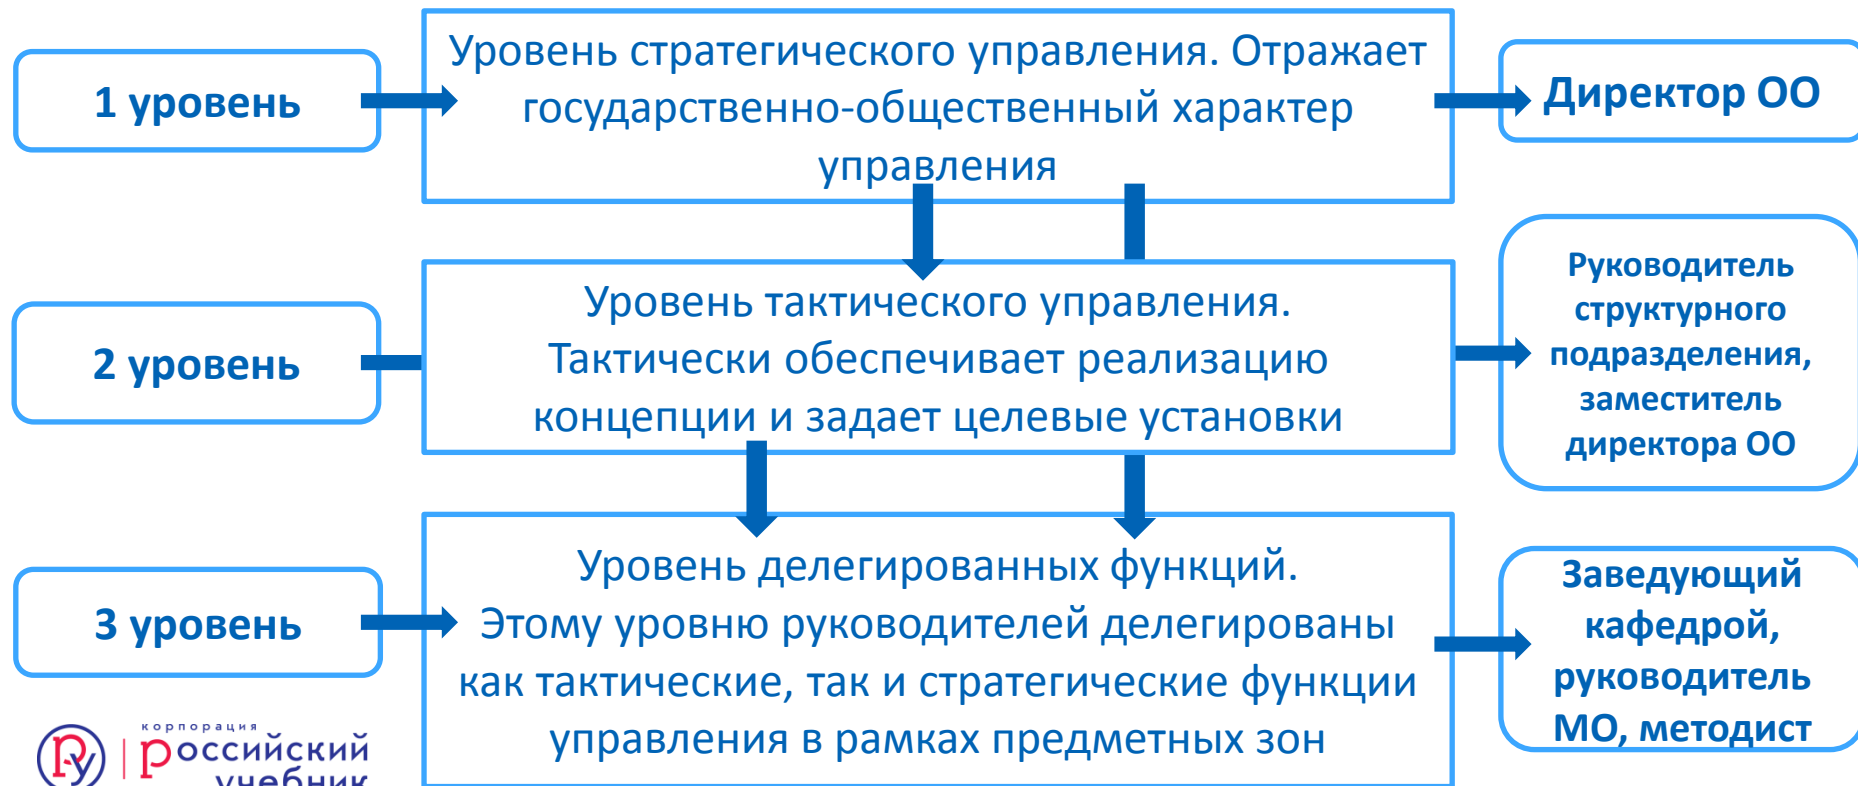 1 уровень
Уровень стратегического управления. Отражает
государственно-общественный характер
управления
Директор ОО
2 уровень
Уровень тактического управления.
Тактически обеспечивает реализацию
концепции и задает целевые установки
Руководитель
структурного
подразделения,
заместитель
директора ОО
3 уровень
Уровень делегированных функций.
Этому уровню руководителей делегированы
как тактические, так и стратегические функции
управления в рамках предметных зон
Заведующий
кафедрой,
руководитель
МО, методист
РУ
корпорация
российский
учебник